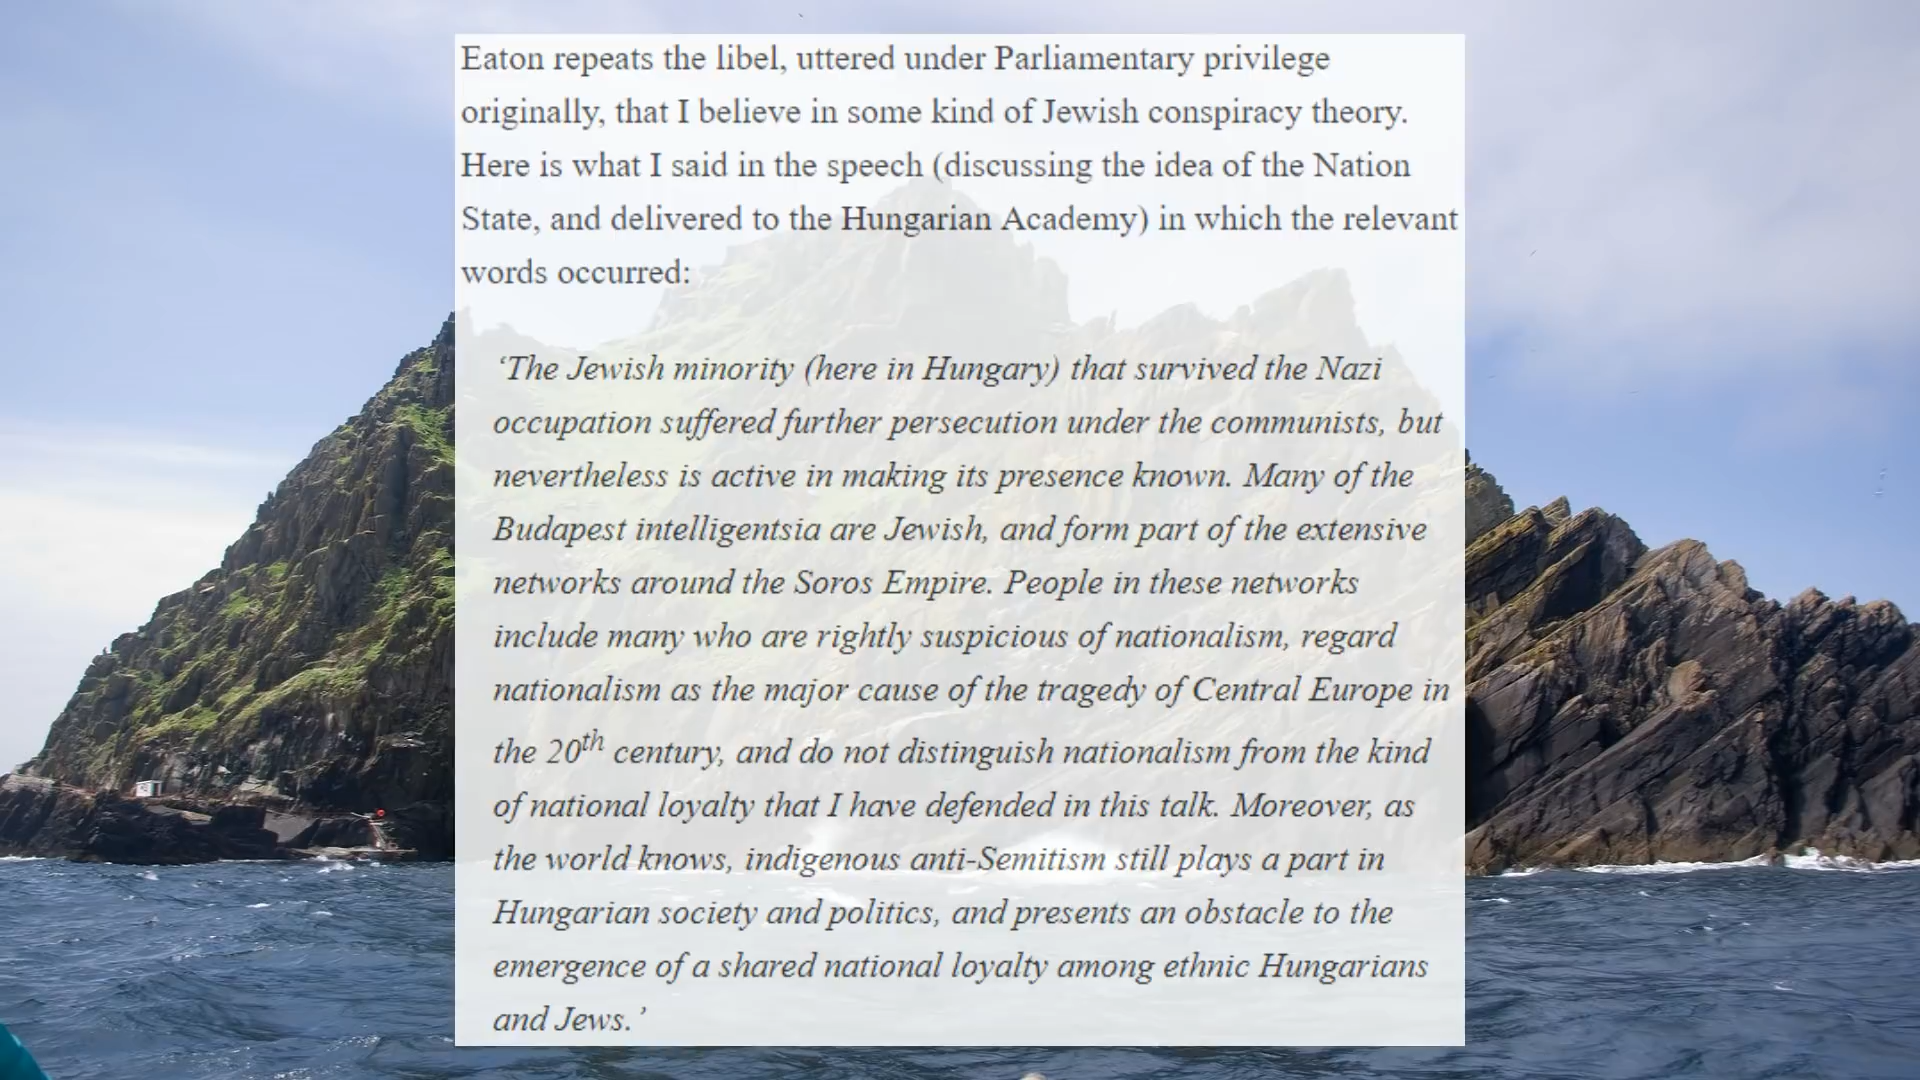 Eaton repeats the libel, uttered under Parliamentary privilege
originally, that I believe in some kind of Jewish conspiracy theory.
Here is what I said in the speech (discussing the idea of the Nation
State, and delivered to the Hungarian Academy) in which the relevant
words occurred:
‘The Jewish minority (here in Hungary) that survived the Nazi
occupation suffered further persecution under the communists, but
nevertheless is active in making its presence known. Many of the
Budapest intelligentsia are Jewish, and form part of the extensive
networks around the Soros Empire. People in these networks
include many who are rightly suspicious of nationalism, regard
nationalism as the major cause of the tragedy of Central Europe in
the 20th century, and do not distinguish nationalism from the kind
of national loyalty that I have defended in this talk. Moreover, as
the world knows, indigenous anti-Semitism still plays a part in
Hungarian society and politics, and presents an obstacle to the
emergence of a shared national loyalty among ethnic Hungarians
and Jews.’